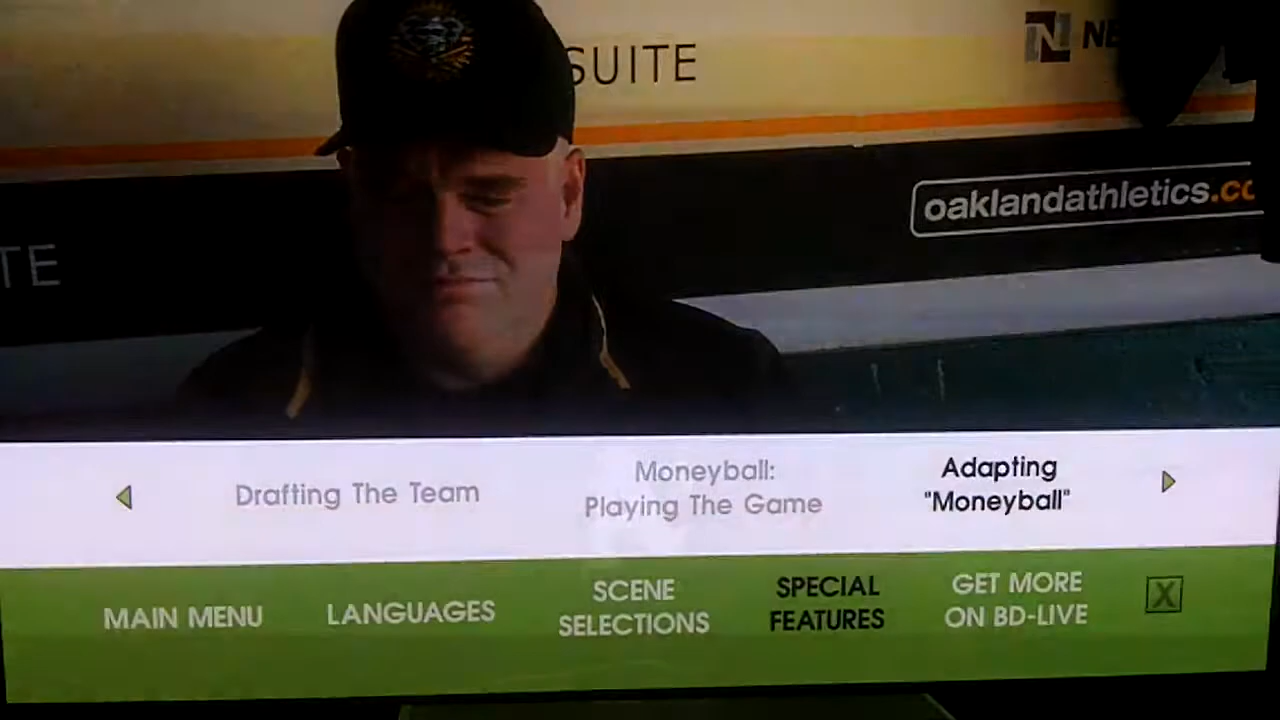 SUITE
NE
oaklandathletics.co
TE
Drafting The Team
Moneyball:
Playing The Game
Adapting
"Moneyball"
MAIN MENU
LANGUAGES
SCENE
SELECTIONS
SPECIAL
FEATURES
GET MORE
ON BD-LIVE
X